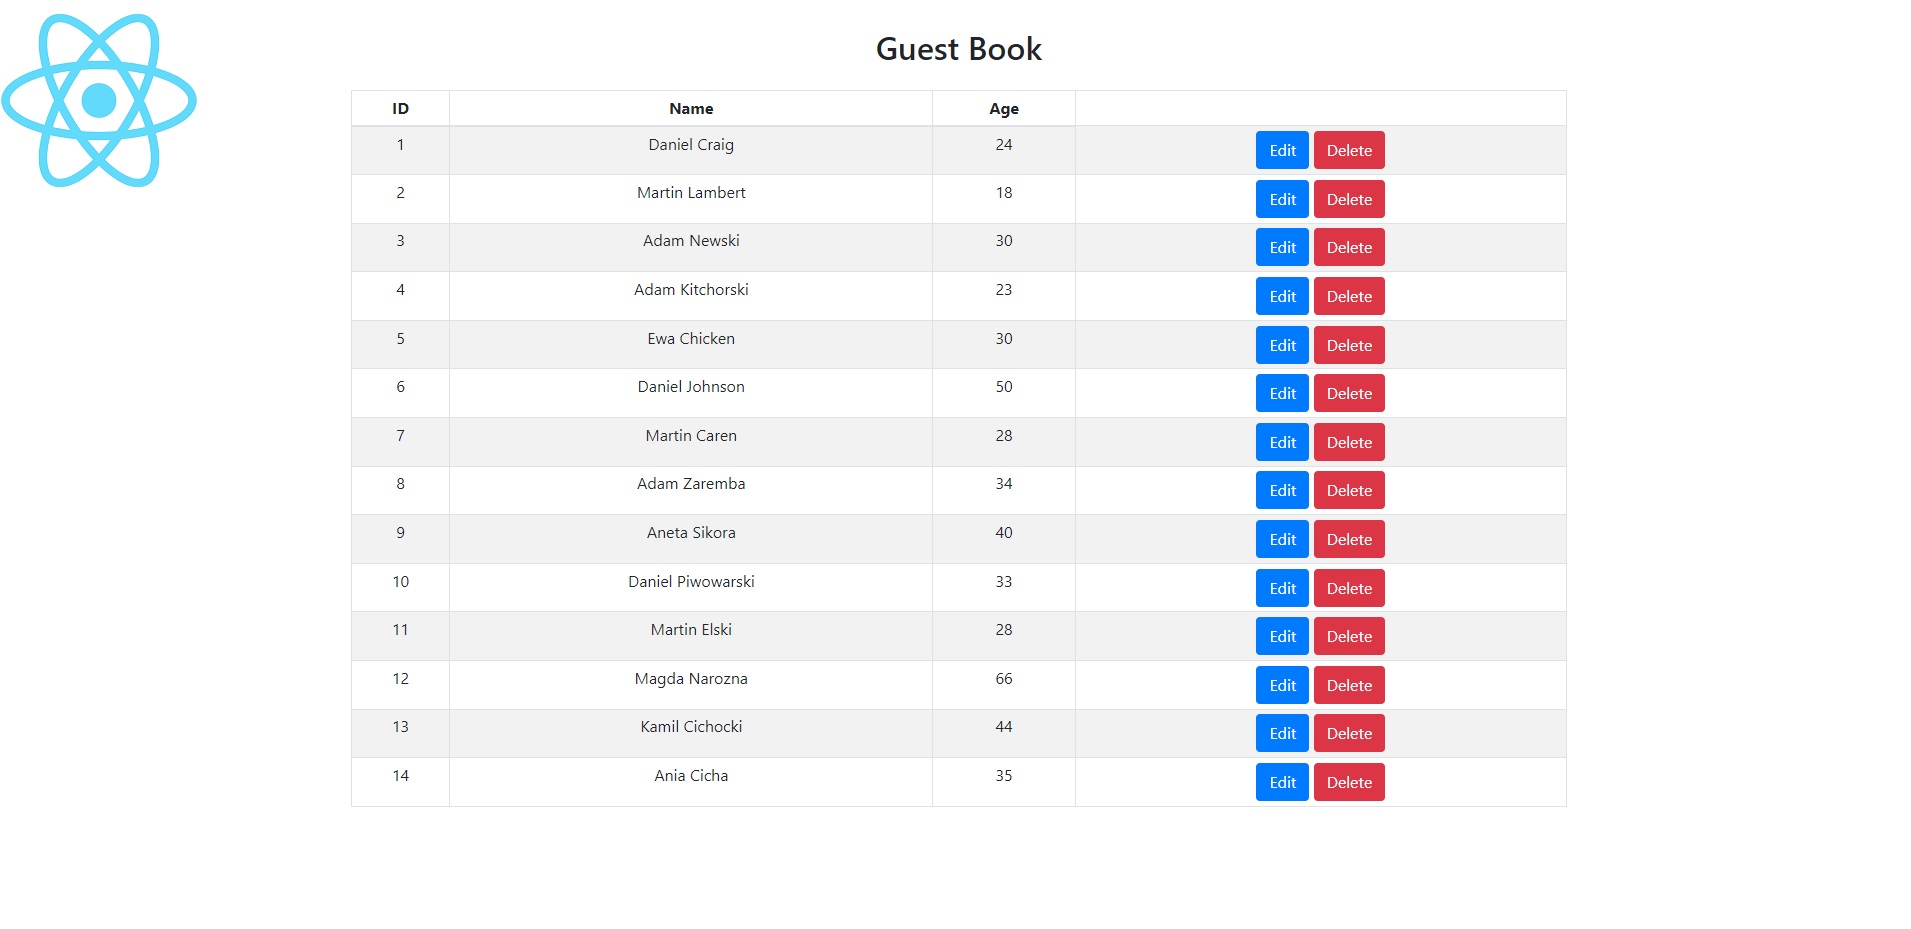 Guest Book
ID Name Age
1 Daniel Craig 24 Edit Delete
2 Martin Lambert 18 Edit Delete
3 Adam Newski 30 Edit Delete
4 Adam Kitchorski 23 Edit Delete
5 Ewa Chicken 30 Edit Delete
6 Daniel Johnson 50 Edit Delete
7 Martin Caren 28 Edit Delete
8 Adam Zaremba 34 Edit Delete
9 Aneta Sikora 40 Edit Delete
10 Daniel Piwowarski 33 Edit Delete
11 Martin Elski 28 Edit Delete
12 Magda Narozna 66 Edit Delete
13 Kamil Cichocki 44 Edit Delete
14 Ania Cicha 35 Edit Delete